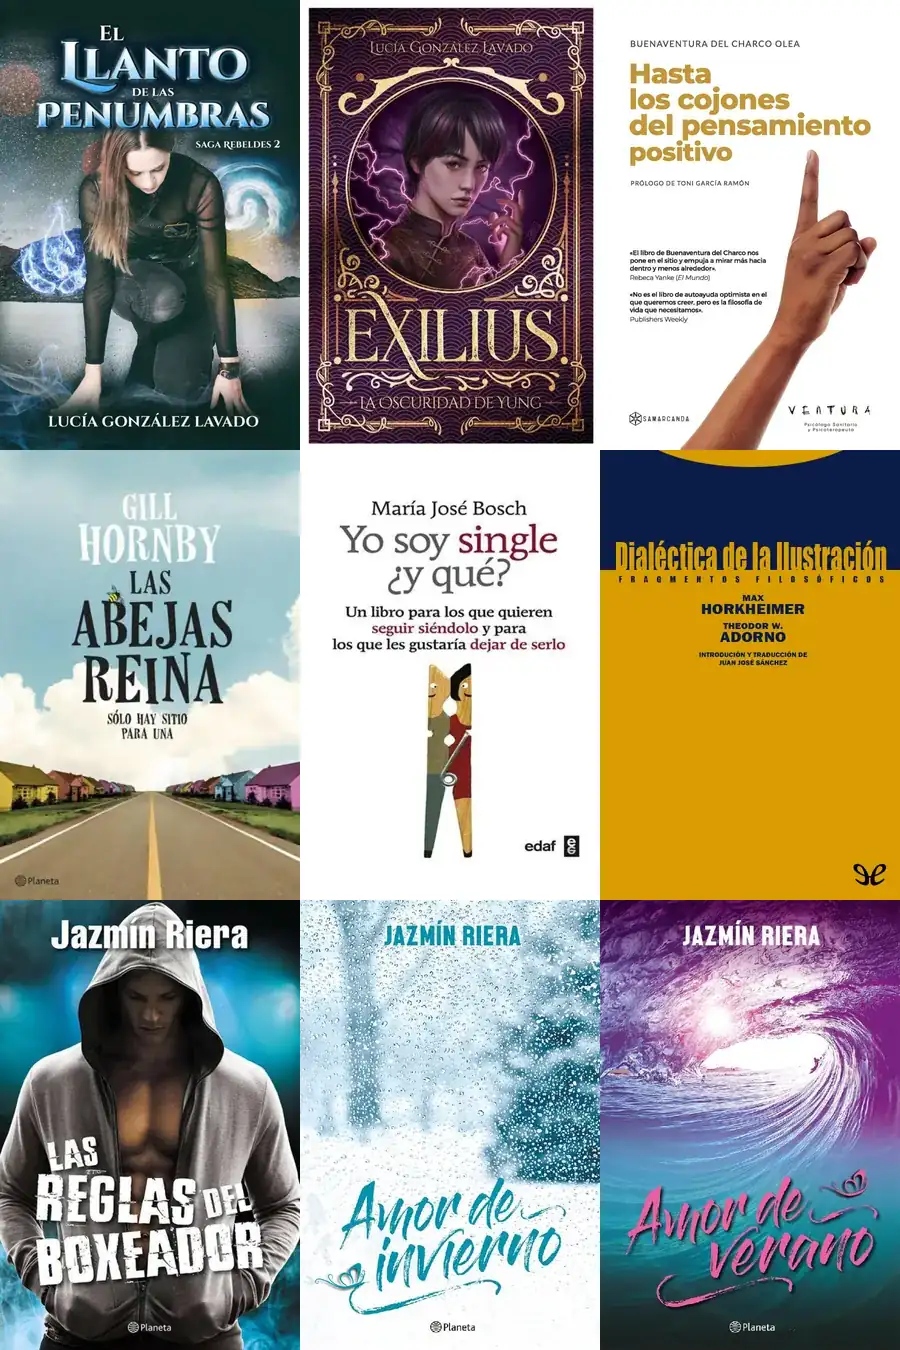 EL
LLANTO
DE LAS
PENUMBRAS
SAGA REBELDES 2
LUCÍA GONZÁLEZ LAVADO
LUCÍA GONZÁLEZ LAVADO
EXILIUS
LA OSCURIDAD DE YUNG
BUENAVENTURA DEL CHARCO OLEA
Hasta
los cojones
del pensamiento
positivo
PRÓLOGO DE TONI GARCÍA RAMÓN
«El libro de Buenaventura del Charco nos
pone en el sitio y empuja a mirar más hacia
dentro y menos alrededor».
Rebeca Yanke (El Mundo)
«No es el libro de autoayuda optimista en el
que queremos creer, pero es la filosofía de
vida que necesitamos».
Publishers Weekly
SAMARCANDA
VENTURA
Psicólogo Sanitario
y Psicoterapeuta
GILL
HORNBY
LAS
ABEJAS
REINA
SÓLO HAY SITIO
PARA UNA
Planeta
María José Bosch
Yo soy single
¿y qué?
Un libro para los que quieren
seguir siéndolo y para
los que les gustaría dejar de serlo
edaf
Dialéctica de la Ilustración
FRAGMENTOS FILOSÓFICOS
MAX
HORKHEIMER
THEODOR W.
ADORNO
INTRODUCIÓN Y TRADUCCIÓN DE
JUAN JOSÉ SÁNCHEZ
Jazmín Riera
LAS
REGLAS DEL
BOXEADOR
Planeta
JAZMÍN RIERA
Amor de
invierno
Planeta
JAZMÍN RIERA
Amor de
verano
Planeta